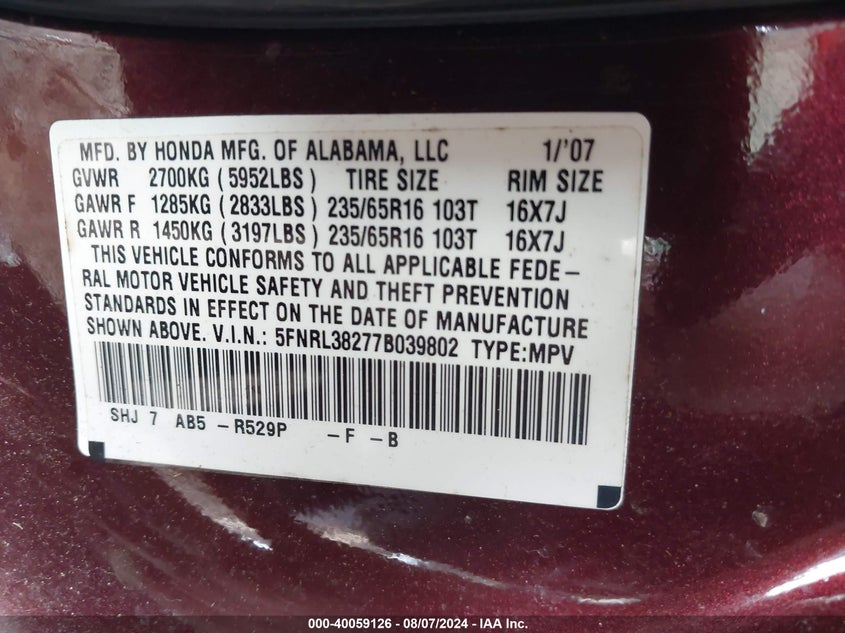 MFD. BY HONDA MFG. OF ALABAMA, LLC 1/'07
GVWR 2700KG (5952LBS) TIRE SIZE RIM SIZE
GAWR F 1285KG (2833LBS) 235/65R16 103T 16X7J
GAWR R 1450KG (3197LBS) 235/65R16 103T 16X7J
THIS VEHICLE CONFORMS TO ALL APPLICABLE FEDE-
RAL MOTOR VEHICLE SAFETY AND THEFT PREVENTION
STANDARDS IN EFFECT ON THE DATE OF MANUFACTURE
SHOWN ABOVE. V.I.N.: 5FNRL38277B039802 TYPE:MPV
SHJ 7 AB5 -R529P -F -B
000-40059126 - 08/07/2024 - IAA Inc.